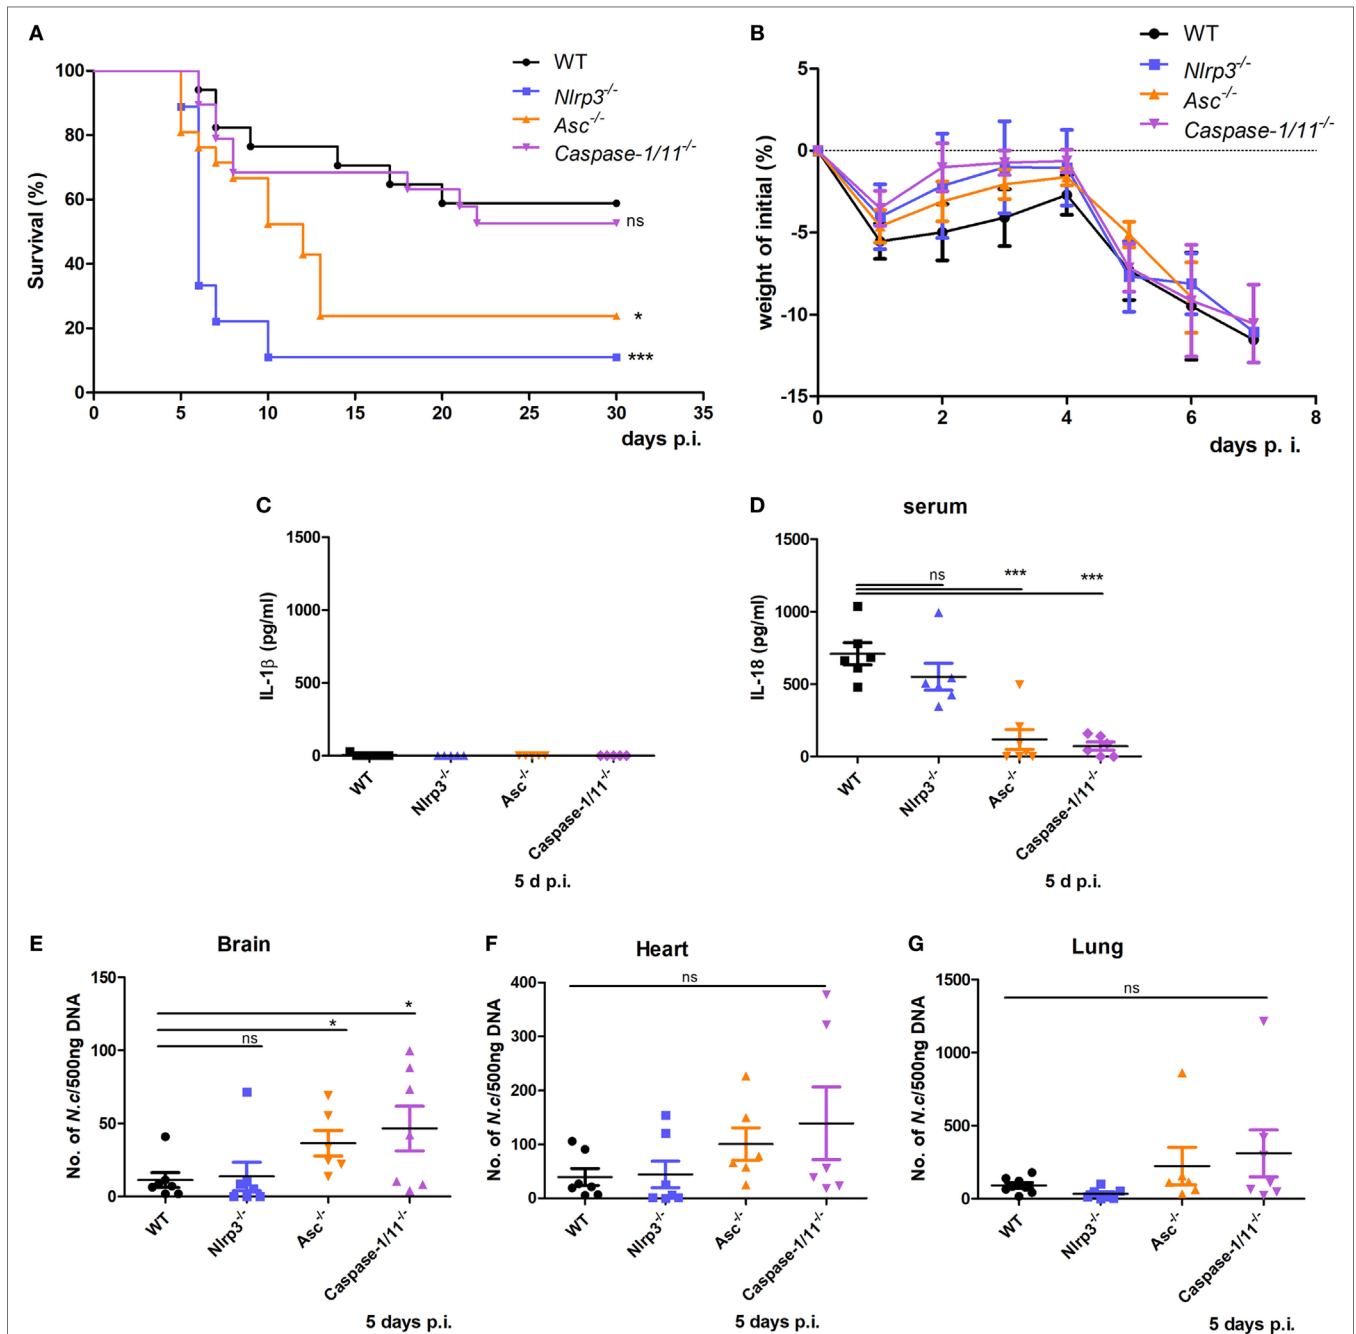 A
WT
Nlrp3-/-
Asc-/-
Caspase-1/11-/-
Survival (%)
100
80
60
40
20
0
ns
*
***
0 5 10 15 20 25 30 35
days p.i.
B
WT
Nlrp3-/-
Asc-/-
Caspase-1/11-/-
weight of initial (%)
5
0
-5
-10
-15
0 2 4 6 8
days p. i.
C
IL-1β (pg/ml)
1500
1000
500
0
WT Nlrp3-/- Asc-/- Caspase-1/11-/-
5 d p.i.
D
serum
IL-18 (pg/ml)
1500
1000
500
0
ns *** ***
WT Nlrp3-/- Asc-/- Caspase-1/11-/-
5 d p.i.
E
Brain
No. of N.c/500ng DNA
150
100
50
0
*
*
ns
WT Nlrp3-/- Asc-/- Caspase-1/11-/-
5 days p.i.
F
Heart
No. of N.c/500ng DNA
400
300
200
100
0
ns
WT Nlrp3-/- Asc-/- Caspase-1/11-/-
5 days p.i.
G
Lung
No. of N.c/500ng DNA
1500
1000
500
0
ns
WT Nlrp3-/- Asc-/- Caspase-1/11-/-
5 days p.i.